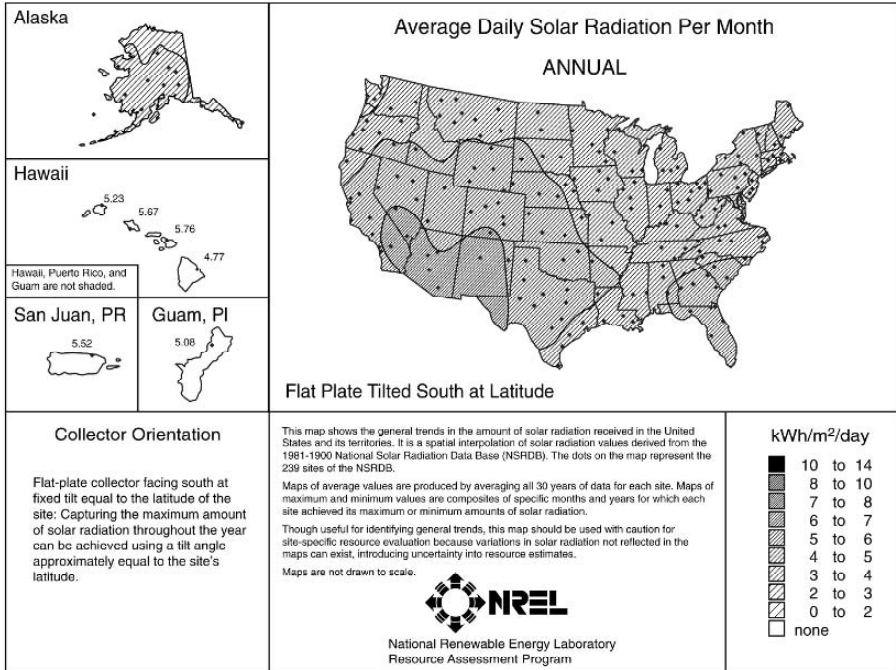 Alaska
Average Daily Solar Radiation Per Month
ANNUAL
Hawaii
5.23
5.67
5.76
4.77
Hawaii, Puerto Rico, and
Guam are not shaded.
San Juan, PR
5.52
Guam, PI
5.08
Flat Plate Tilted South at Latitude
Collector Orientation
Flat-plate collector facing south at
fixed tilt equal to the latitude of the
site: Capturing the maximum amount
of solar radiation throughout the year
can be achieved using a tilt angle
approximately equal to the site's
latitude.
This map shows the general trends in the amount of solar radiation received in the United
States and its territories. It is a spatial interpolation of solar radiation values derived from the
1981-1900 National Solar Radiation Data Base (NSRDB). The dots on the map represent the
239 sites of the NSRDB.
Maps of average values are produced by averaging all 30 years of data for each site. Maps of
maximum and minimum values are composites of specific months and years for which each
site achieved its maximum or minimum amounts of solar radiation.
Though useful for identifying general trends, this map should be used with caution for
site-specific resource evaluation because variations in solar radiation not reflected in the
maps can exist, introducing uncertainty into resource estimates.
Maps are not drawn to scale.
NREL
National Renewable Energy Laboratory
Resource Assessment Program
kWh/m²/day
10 to 14
8 to 10
7 to 8
6 to 7
5 to 6
4 to 5
3 to 4
2 to 3
0 to 2
none